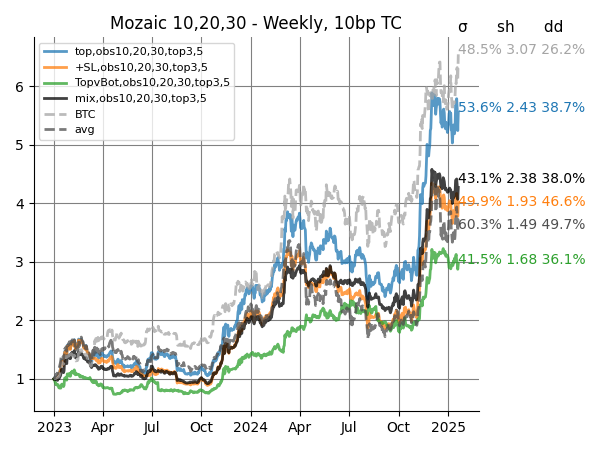 Mozaic 10,20,30 - Weekly, 10bp TC
σ sh dd
top,obs10,20,30,top3,5
+SL,obs10,20,30,top3,5
TopvBot,obs10,20,30,top3,5
mix,obs10,20,30,top3,5
BTC
avg
48.5% 3.07 26.2%
53.6% 2.43 38.7%
43.1% 2.38 38.0%
49.9% 1.93 46.6%
60.3% 1.49 49.7%
41.5% 1.68 36.1%
6
5
4
3
2
1
2023 Apr Jul Oct 2024 Apr Jul Oct 2025